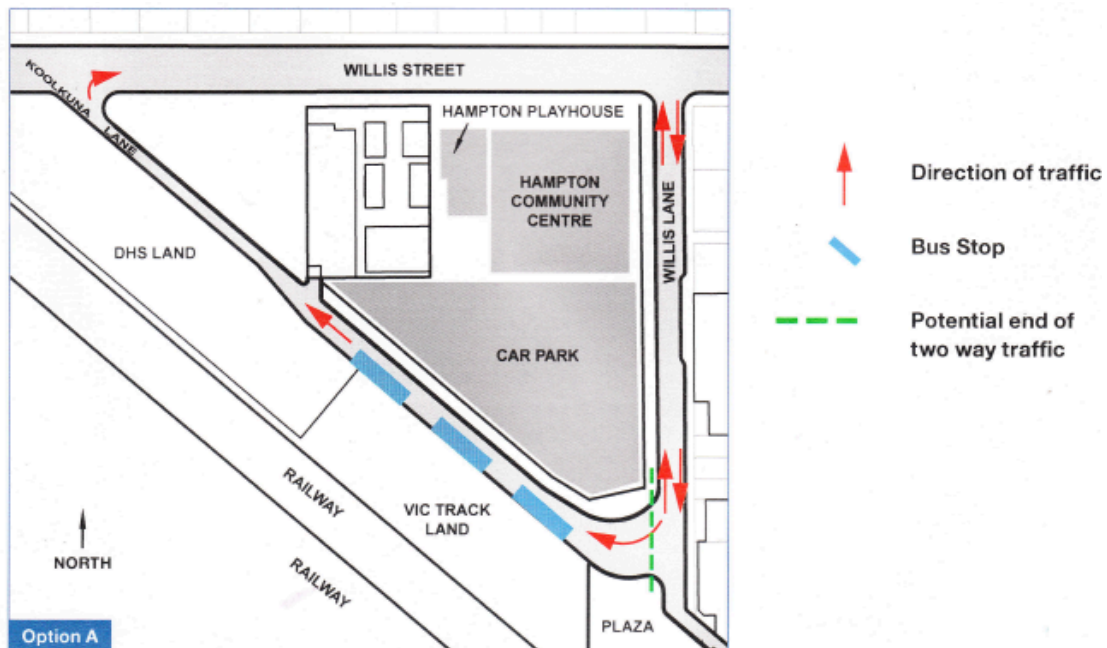 WILLIS STREET
KOOLKUNA
LANE
HAMPTON PLAYHOUSE
HAMPTON
COMMUNITY
CENTRE
WILLIS LANE
DHS LAND
CAR PARK
RAILWAY
VIC TRACK
LAND
RAILWAY
NORTH
PLAZA
Option A
Direction of traffic
Bus Stop
Potential end of
two way traffic